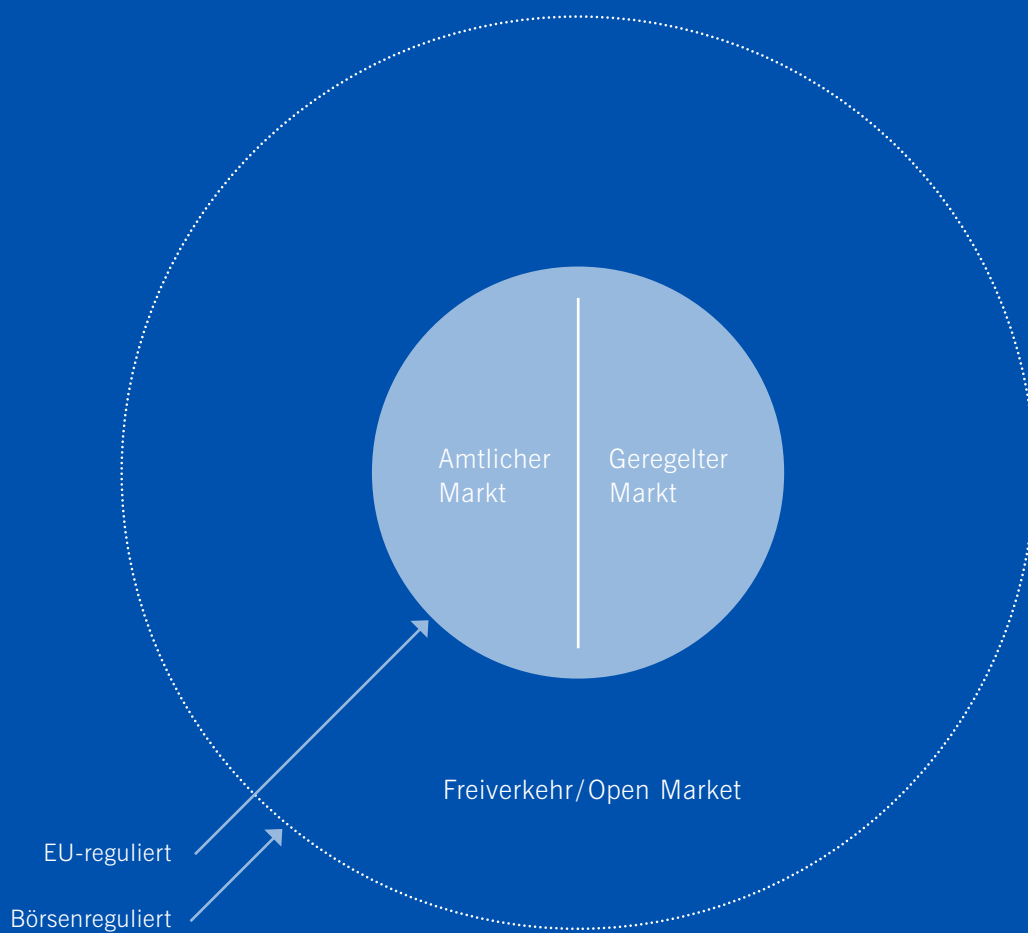 Amtlicher
Markt
Geregelter
Markt
Freiverkehr/Open Market
EU-reguliert
Börsenreguliert